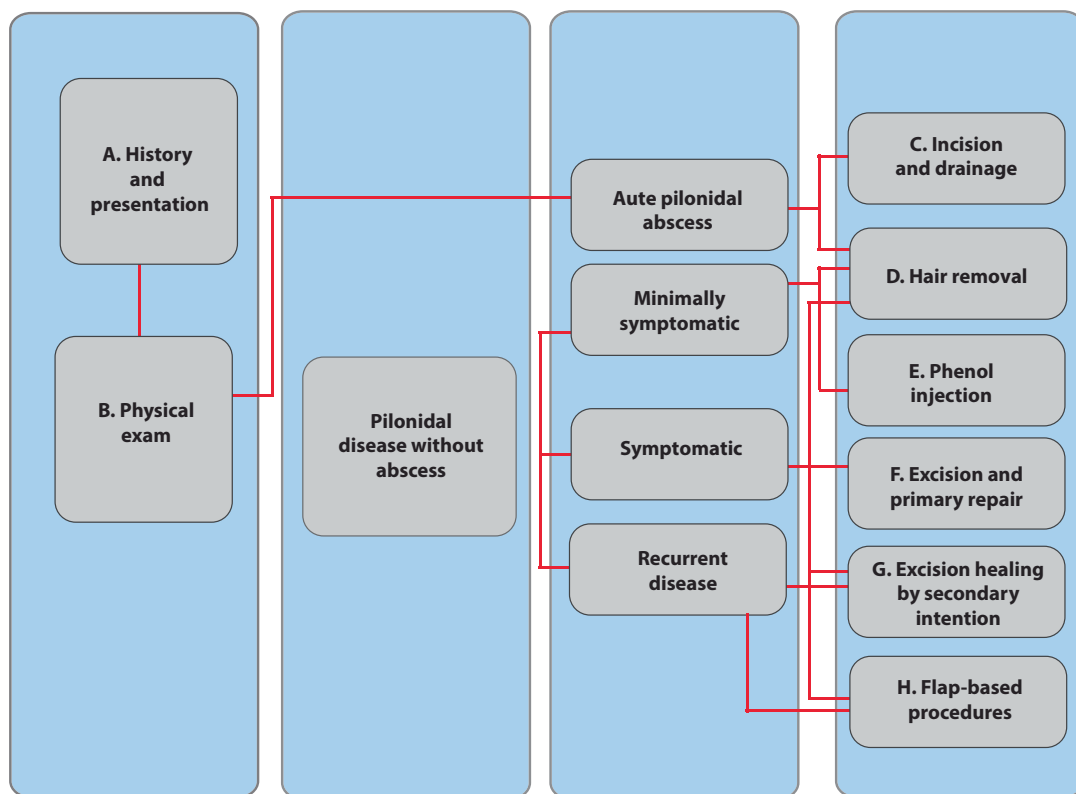 A. History
and
presentation
B. Physical
exam
Pilonidal
disease without
abscess
Aute pilonidal
abscess
Minimally
symptomatic
Symptomatic
Recurrent
disease
C. Incision
and drainage
D. Hair removal
E. Phenol
injection
F. Excision and
primary repair
G. Excision healing
by secondary
intention
H. Flap-based
procedures